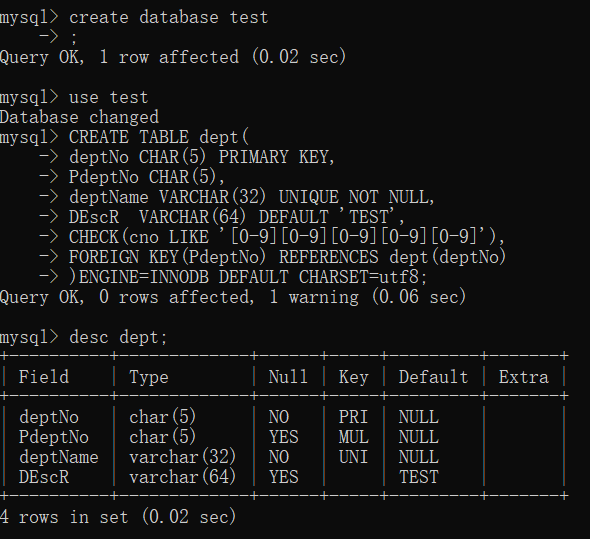 mysql> create database test
    -> ;
Query OK, 1 row affected (0.02 sec)

mysql> use test
Database changed
mysql> CREATE TABLE dept(
    -> deptNo CHAR(5) PRIMARY KEY,
    -> PdeptNo CHAR(5),
    -> deptName VARCHAR(32) UNIQUE NOT NULL,
    -> DEscR  VARCHAR(64) DEFAULT 'TEST',
    -> CHECK(cno LIKE '[0-9][0-9][0-9][0-9][0-9]'),
    -> FOREIGN KEY(PdeptNo) REFERENCES dept(deptNo)
    -> )ENGINE=INNODB DEFAULT CHARSET=utf8;
Query OK, 0 rows affected, 1 warning (0.06 sec)

mysql> desc dept;
+----------+-------------+------+-----+---------+-------+
| Field    | Type        | Null | Key | Default | Extra |
+----------+-------------+------+-----+---------+-------+
| deptNo   | char(5)     | NO   | PRI | NULL    |       |
| PdeptNo  | char(5)     | YES  | MUL | NULL    |       |
| deptName | varchar(32) | NO   | UNI | NULL    |       |
| DEscR    | varchar(64) | YES  |     | TEST    |       |
+----------+-------------+------+-----+---------+-------+
4 rows in set (0.02 sec)